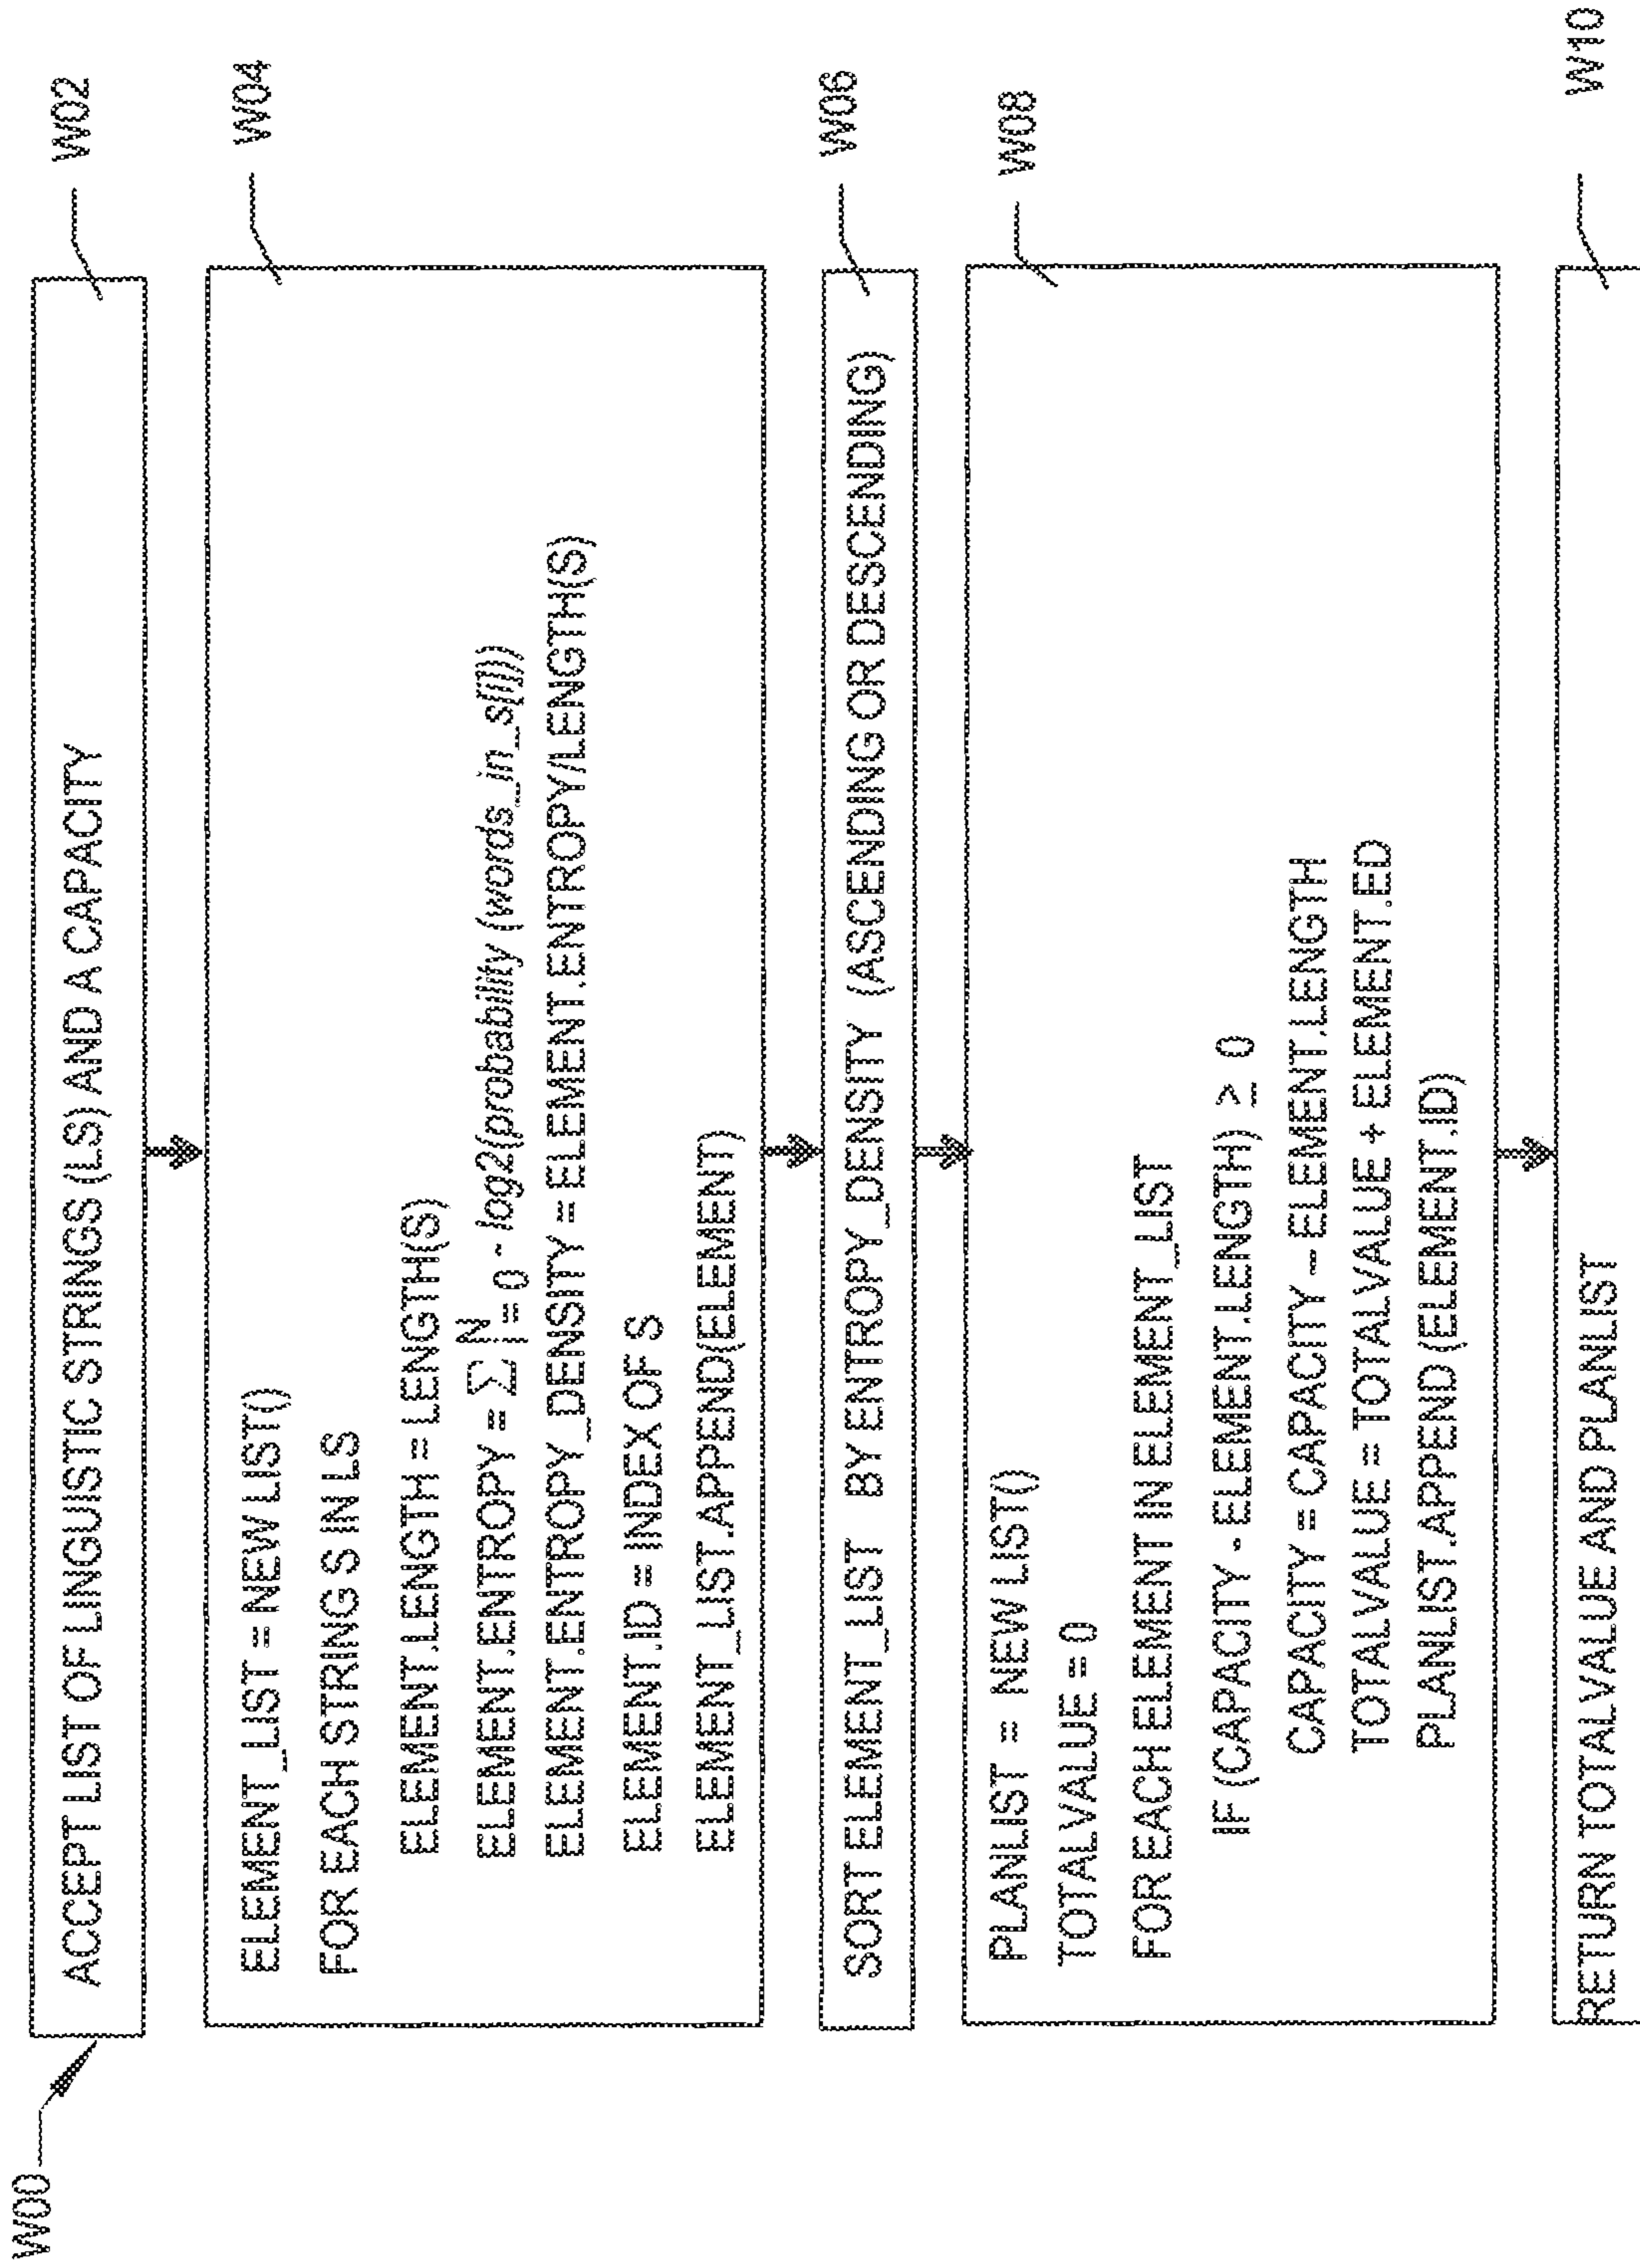 W00
ACCEPT LIST OF LINGUISTIC STRINGS (LS) AND A CAPACITY
W02
ELEMENT_LIST = NEW LIST()
FOR EACH STRING S IN LS
ELEMENT.LENGTH = LENGTH(S)
ELEMENT.ENTROPY = ∑ N i=0 - log2(probability (words_in_s[i]))
ELEMENT.ENTROPY_DENSITY = ELEMENT.ENTROPY/LENGTH(S)
ELEMENT.ID = INDEX OF S
ELEMENT_LIST.APPEND(ELEMENT)
W04
SORT ELEMENT_LIST BY ENTROPY_DENSITY (ASCENDING OR DESCENDING)
W06
PLANLIST = NEW LIST()
TOTALVALUE = 0
FOR EACH ELEMENT IN ELEMENT_LIST
IF (CAPACITY - ELEMENT.LENGTH) ≥ 0
CAPACITY = CAPACITY – ELEMENT.LENGTH
TOTALVALUE = TOTALVALUE + ELEMENT.ED
PLANLIST.APPEND (ELEMENT.ID)
W08
RETURN TOTALVALUE AND PLANLIST
W10